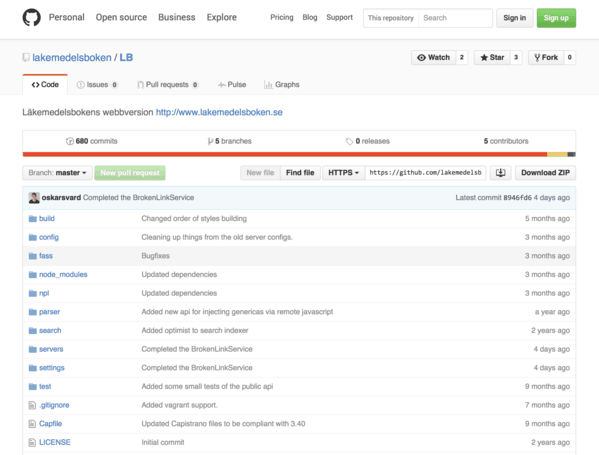 Personal Open source Business Explore Pricing Blog Support This repository Search Sign in Sign up
lakemedelsboken / LB Watch 2 Star 3 Fork 0
Code Issues 0 Pull requests 0 Pulse Graphs
Läkemedelsbokens webbversion http://www.lakemedelsboken.se
680 commits 5 branches 0 releases 5 contributors
Branch: master New pull request New file Find file HTTPS https://github.com/lakemedelsb Download ZIP
oskarsvard Completed the BrokenLinkService Latest commit 8946fd6 4 days ago
build Changed order of styles building 5 months ago
config Cleaning up things from the old server configs. 3 months ago
fass Bugfixes 3 months ago
node_modules Updated dependencies 3 months ago
npl Updated dependencies 3 months ago
parser Added new api for injecting genericas via remote javascript a year ago
search Added optimist to search indexer 2 years ago
servers Completed the BrokenLinkService 4 days ago
settings Completed the BrokenLinkService 4 days ago
test Added some small tests of the public api 9 months ago
.gitignore Added vagrant support. 7 months ago
Capfile Updated Capistrano files to be compliant with 3.40 9 months ago
LICENSE Initial commit 2 years ago